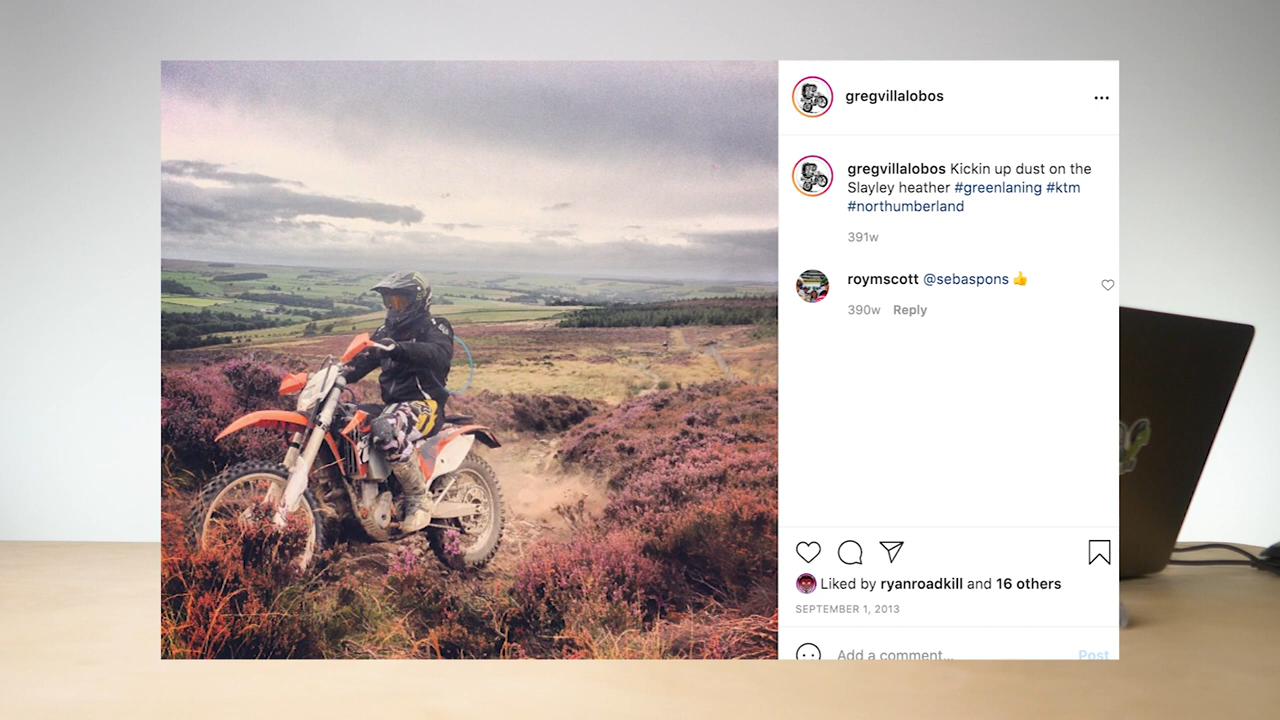 gregvillalobos
gregvillalobos Kickin up dust on the
Slayley heather #greenlaning #ktm
#northumberland
391w
roymscott @sebaspons 👍
390w Reply
Liked by ryanroadkill and 16 others
SEPTEMBER 1, 2013
Add a comment...
Post